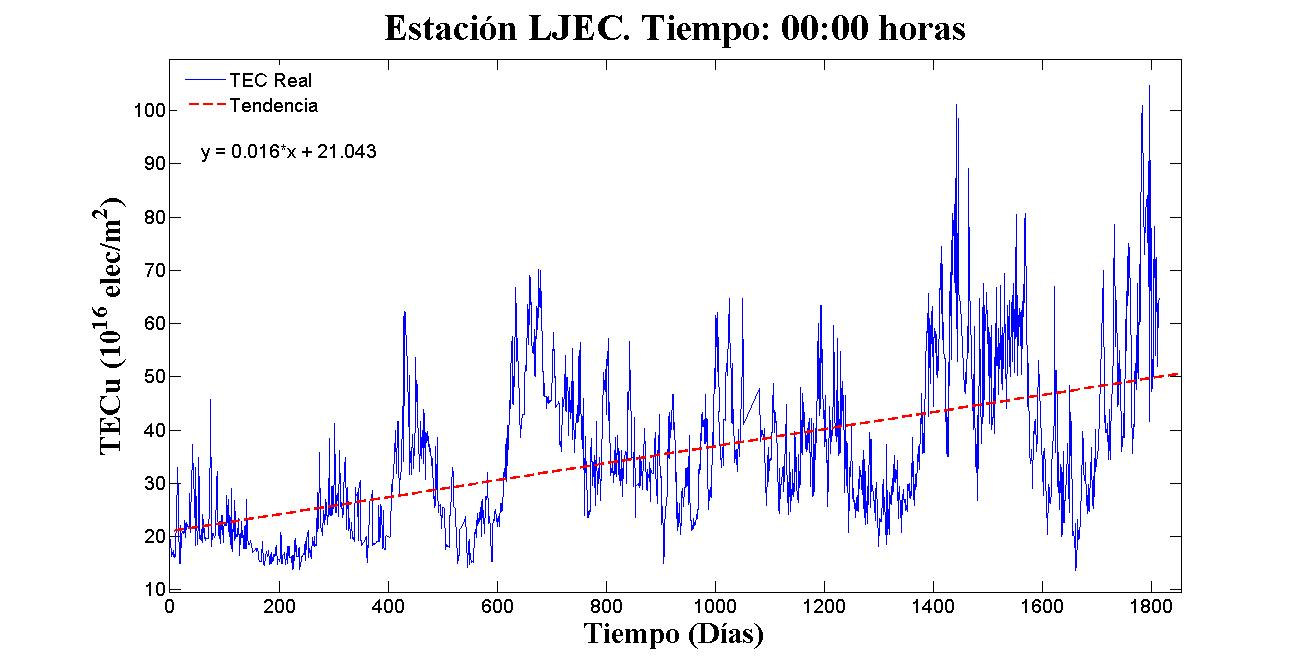 Estación LJEC. Tiempo: 00:00 horas
TEC Real
Tendencia
y = 0.016*x + 21.043
TECu (10^16 elec/m^2)
100
90
80
70
60
50
40
30
20
10
0 200 400 600 800 1000 1200 1400 1600 1800
Tiempo (Días)